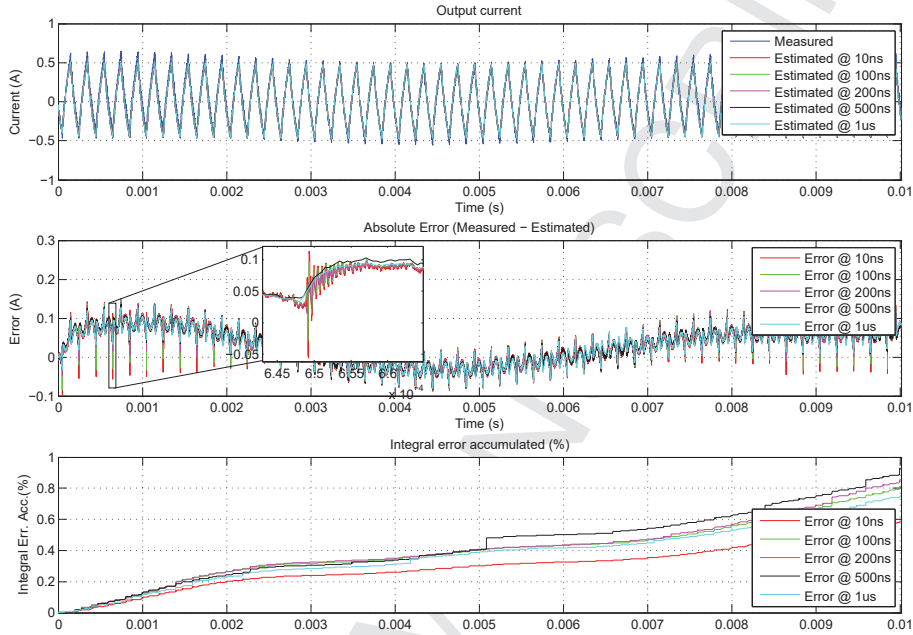 Output current
Current (A)
1
0.5
0
−0.5
−1
Measured
Estimated @ 10ns
Estimated @ 100ns
Estimated @ 200ns
Estimated @ 500ns
Estimated @ 1us
0 0.001 0.002 0.003 0.004 0.005 0.006 0.007 0.008 0.009 0.01
Time (s)
Absolute Error (Measured − Estimated)
Error (A)
0.3
0.2
0.1
0
−0.1
0.1
0.05
0
−0.05
6.45 6.5 6.55
x 10⁻⁴
Error @ 10ns
Error @ 100ns
Error @ 200ns
Error @ 500ns
Error @ 1us
0 0.001 0.002 0.003 0.004 0.005 0.006 0.007 0.008 0.009 0.01
Time (s)
Integral error accumulated (%)
Integral Err. Acc.(%)
1
0.8
0.6
0.4
0.2
0
Error @ 10ns
Error @ 100ns
Error @ 200ns
Error @ 500ns
Error @ 1us
0 0.001 0.002 0.003 0.004 0.005 0.006 0.007 0.008 0.009 0.01